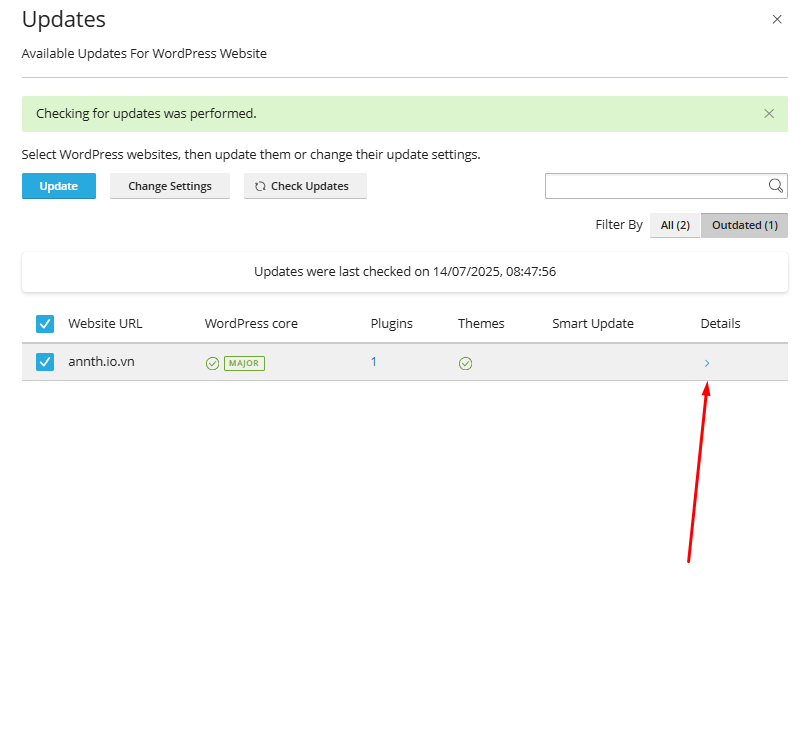 Updates
Available Updates For WordPress Website
Checking for updates was performed.
Select WordPress websites, then update them or change their update settings.
Update Change Settings Check Updates
Filter By All (2) Outdated (1)
Updates were last checked on 14/07/2025, 08:47:56
Website URL WordPress core Plugins Themes Smart Update Details
annth.io.vn MAJOR 1